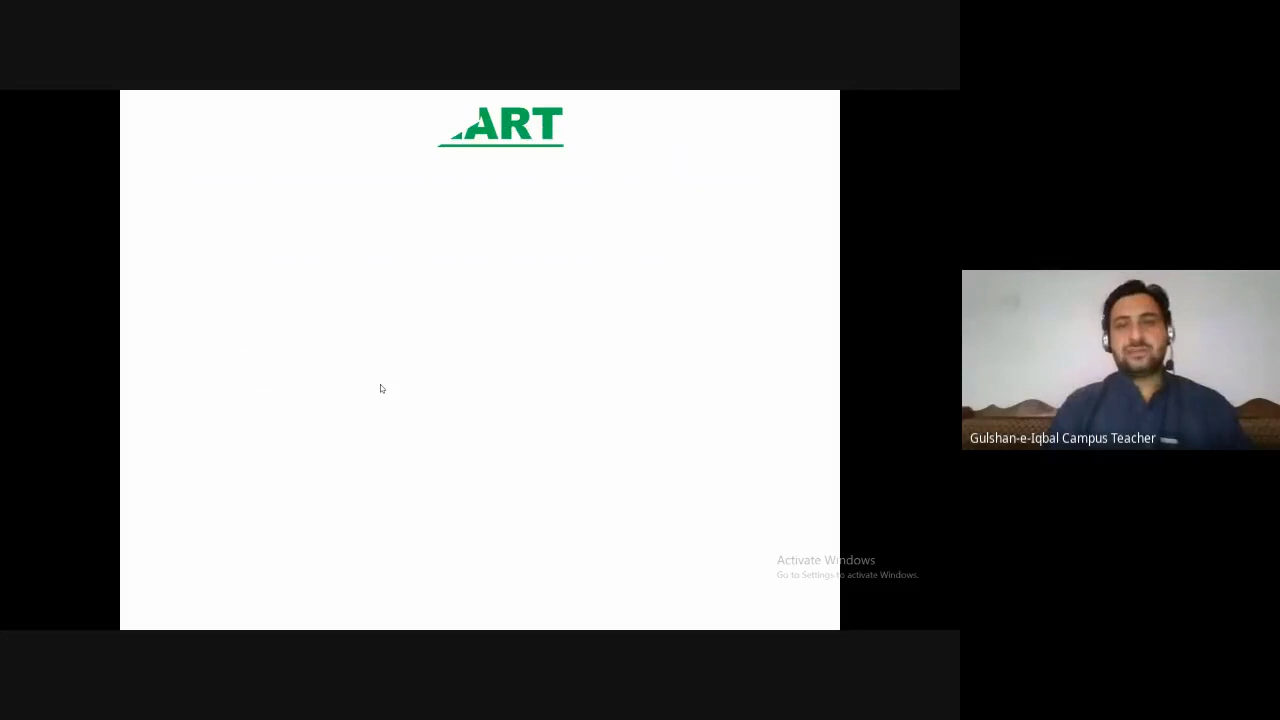 ART
Gulshan-e-Iqbal Campus Teacher
Activate Windows
Go to Settings to activate Windows.